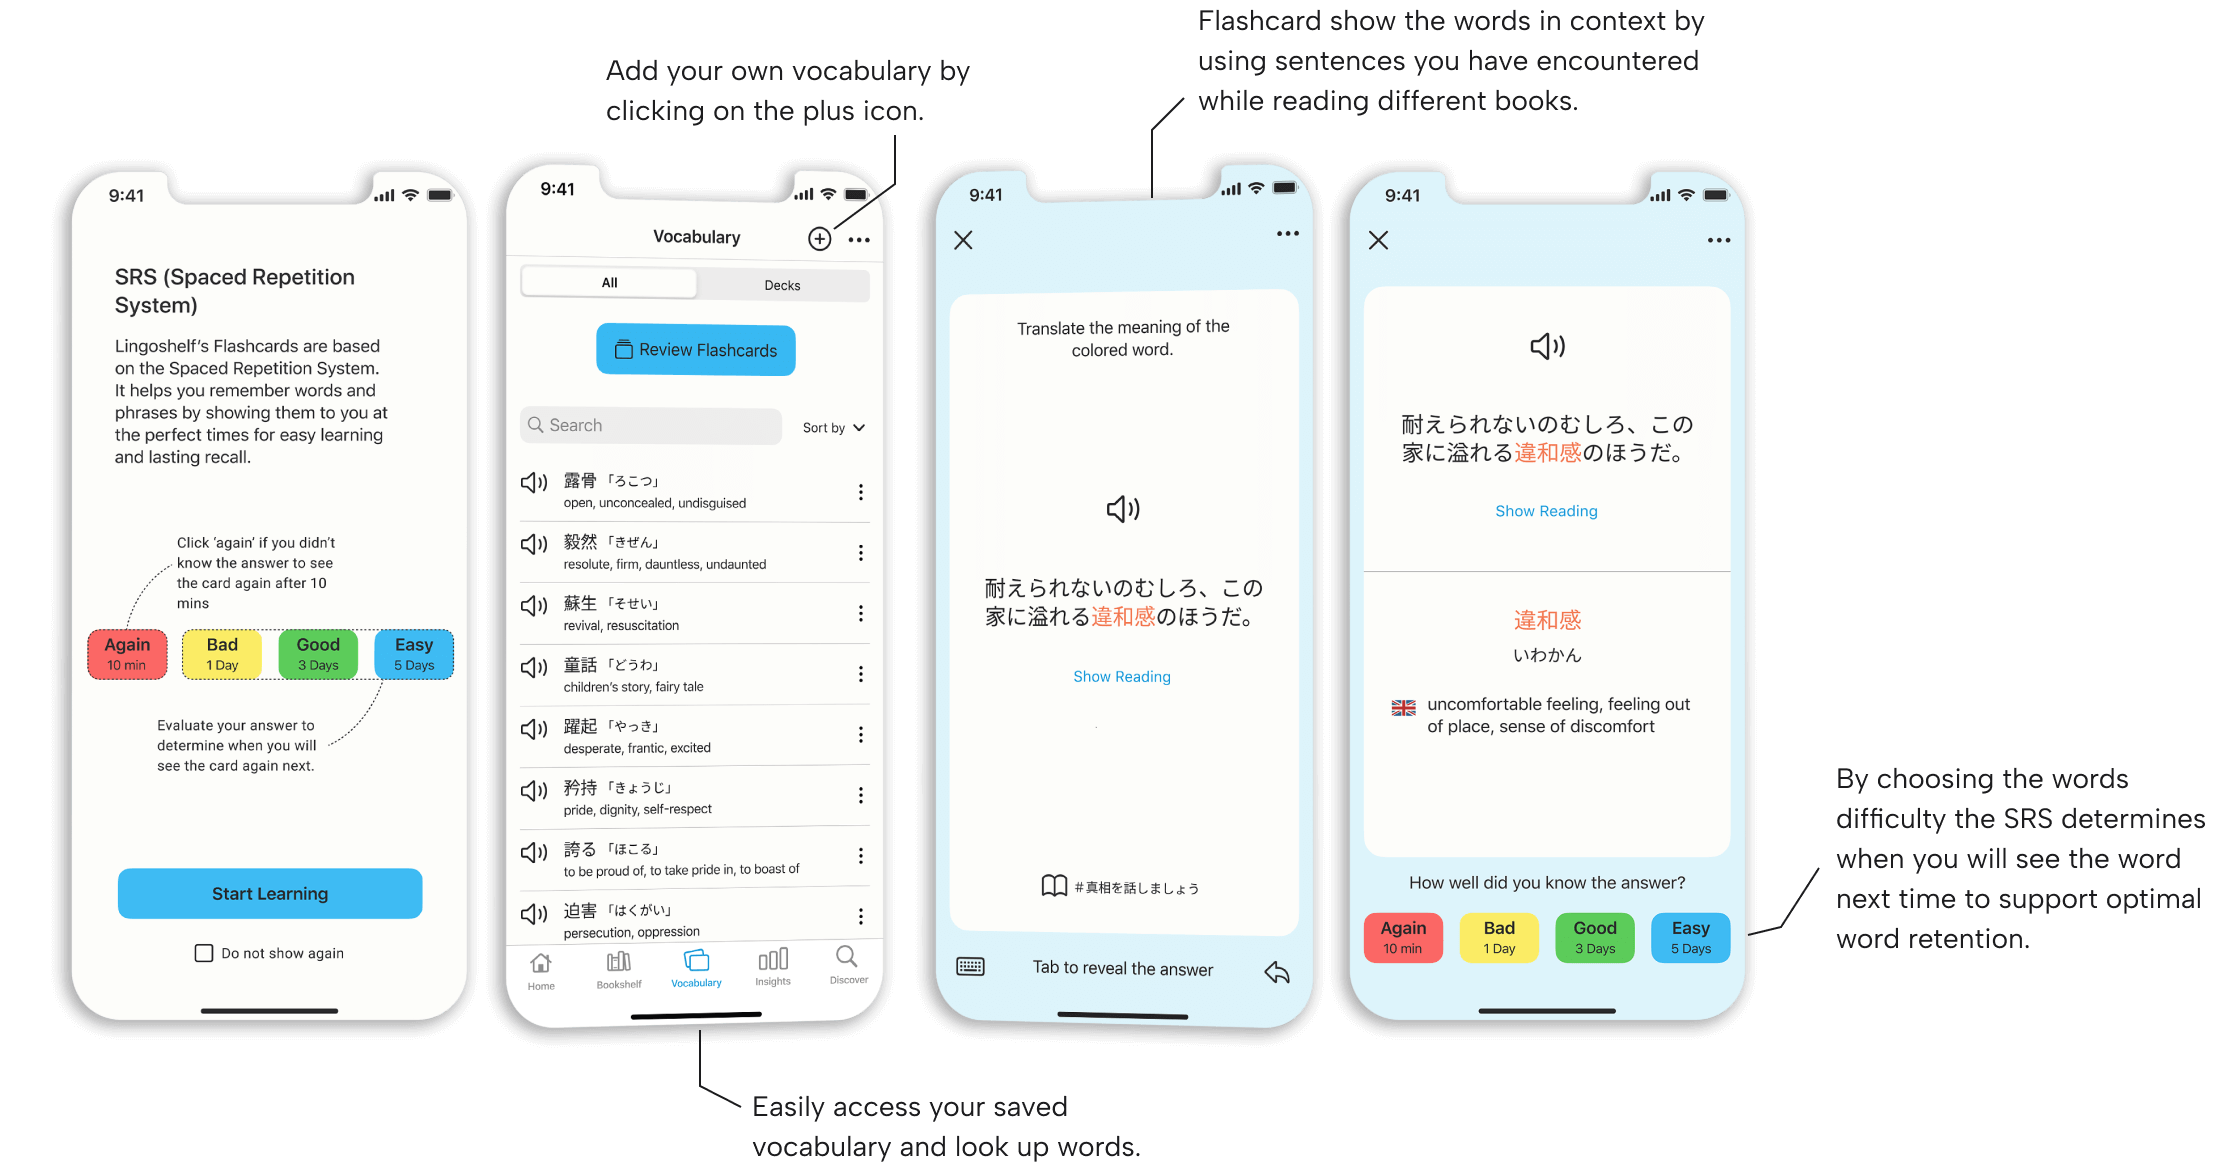 Add your own vocabulary by
clicking on the plus icon.
Flashcard show the words in context by
using sentences you have encountered
while reading different books.
9:41
SRS (Spaced Repetition
System)
Lingoshelf's Flashcards are based
on the Spaced Repetition System.
It helps you remember words and
phrases by showing them to you at
the perfect times for easy learning
and lasting recall.
Click 'again' if you didn't
know the answer to see
the card again after 10
mins
Again
10 min
Bad
1 Day
Good
3 Days
Easy
5 Days
Evaluate your answer to
determine when you will
see the card again next.
Start Learning
Do not show again
9:41
Vocabulary
All
Decks
Review Flashcards
Search
Sort by
露骨「ろこつ」
open, unconcealed, undisguised
毅然「きぜん」
resolute, firm, dauntless, undaunted
蘇生「そせい」
revival, resuscitation
童話「どうわ」
children's story, fairy tale
躍起「やっき」
desperate, frantic, excited
矜持「きょうじ」
pride, dignity, self-respect
誇る「ほこる」
to be proud of, to take pride in, to boast of
迫害「はくがい」
persecution, oppression
Home
Bookshelf
Vocabulary
Insights
Discover
Easily access your saved
vocabulary and look up words.
9:41
Translate the meaning of the
colored word.
耐えられないのむしろ、この
家に溢れる違和感のほうだ。
Show Reading
#真相を話しましょう
Tab to reveal the answer
9:41
耐えられないのむしろ、この
家に溢れる違和感のほうだ。
Show Reading
違和感
いわかん
uncomfortable feeling, feeling out
of place, sense of discomfort
How well did you know the answer?
Again
10 min
Bad
1 Day
Good
3 Days
Easy
5 Days
By choosing the words
difficulty the SRS determines
when you will see the word
next time to support optimal
word retention.